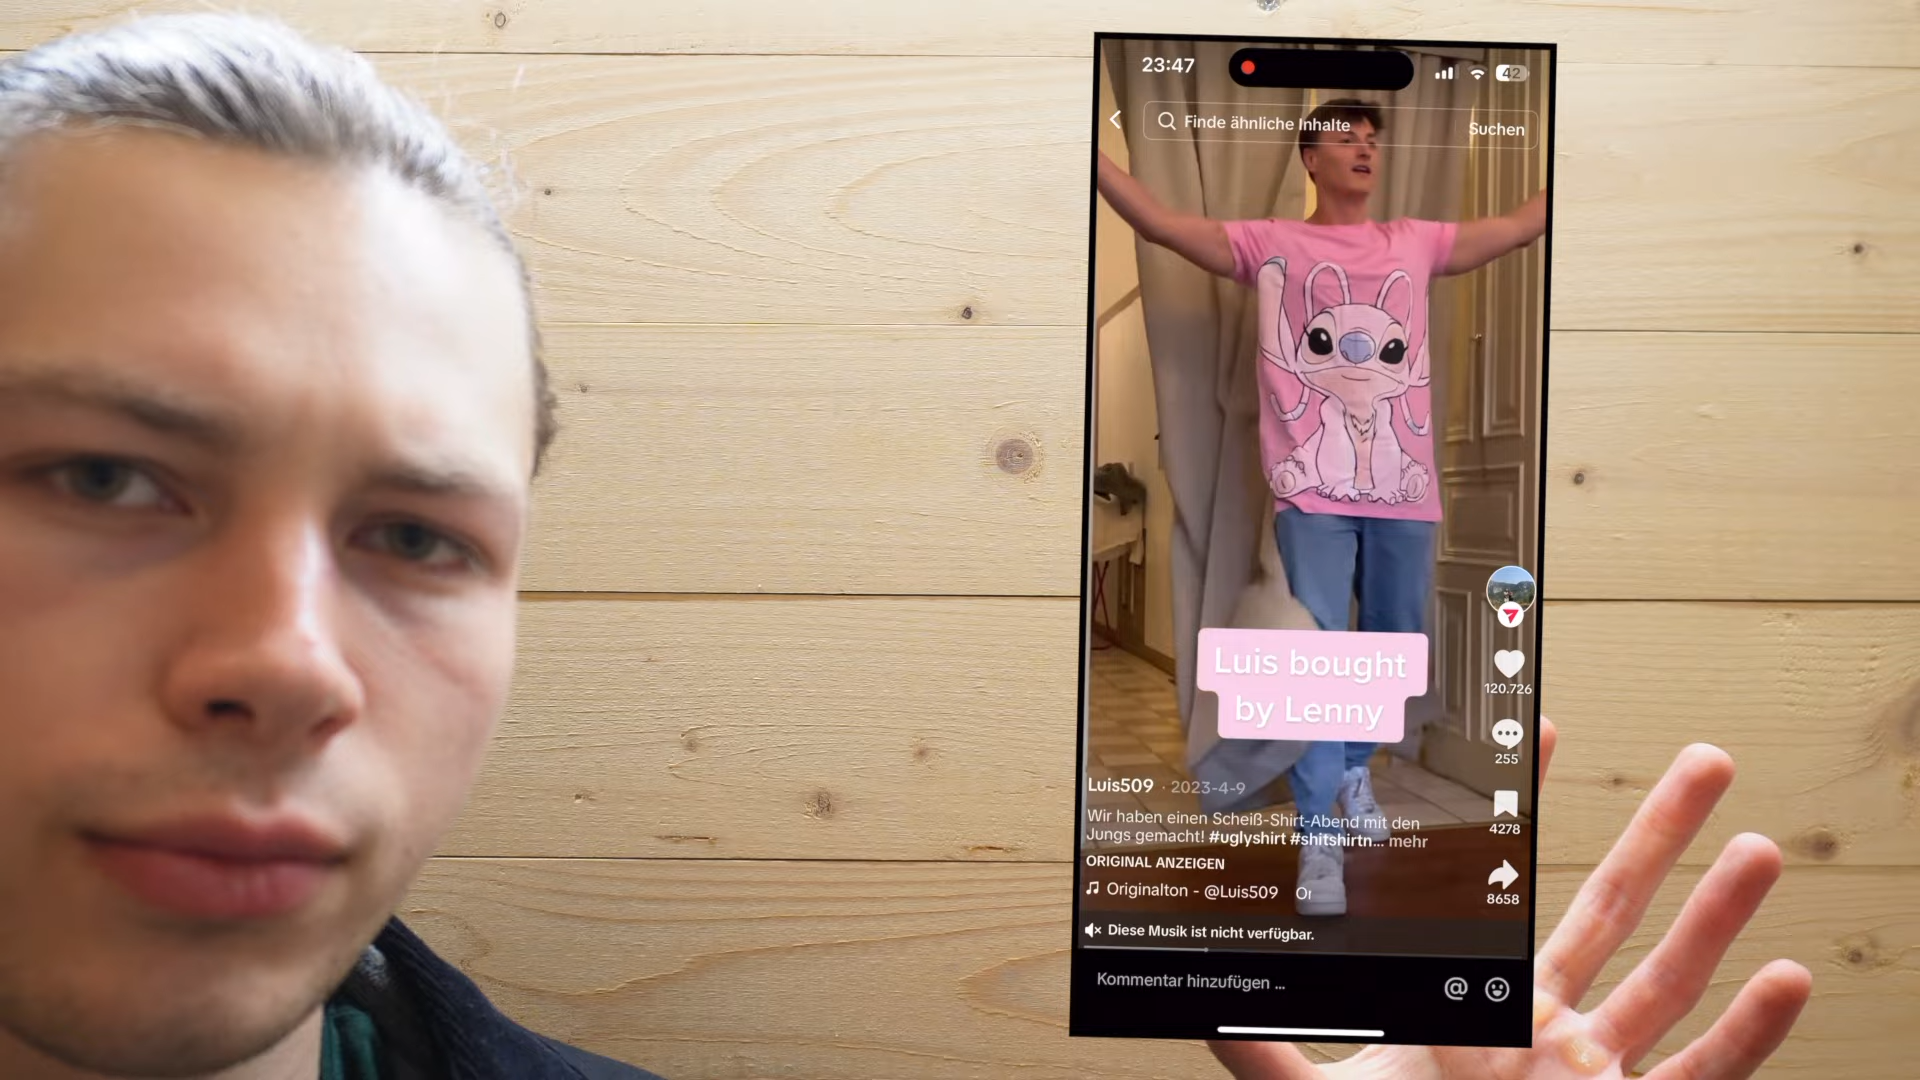 23:47
42
Finde ähnliche Inhalte
Suchen
Luis bought
by Lenny
120.726
255
4278
8658
Luis509 · 2023-4-9
Wir haben einen Scheiß-Shirt-Abend mit den
Jungs gemacht! #uglyshirt #shitshirtn... mehr
ORIGINAL ANZEIGEN
Originalton - @Luis509 Or
Diese Musik ist nicht verfügbar.
Kommentar hinzufügen ...
@